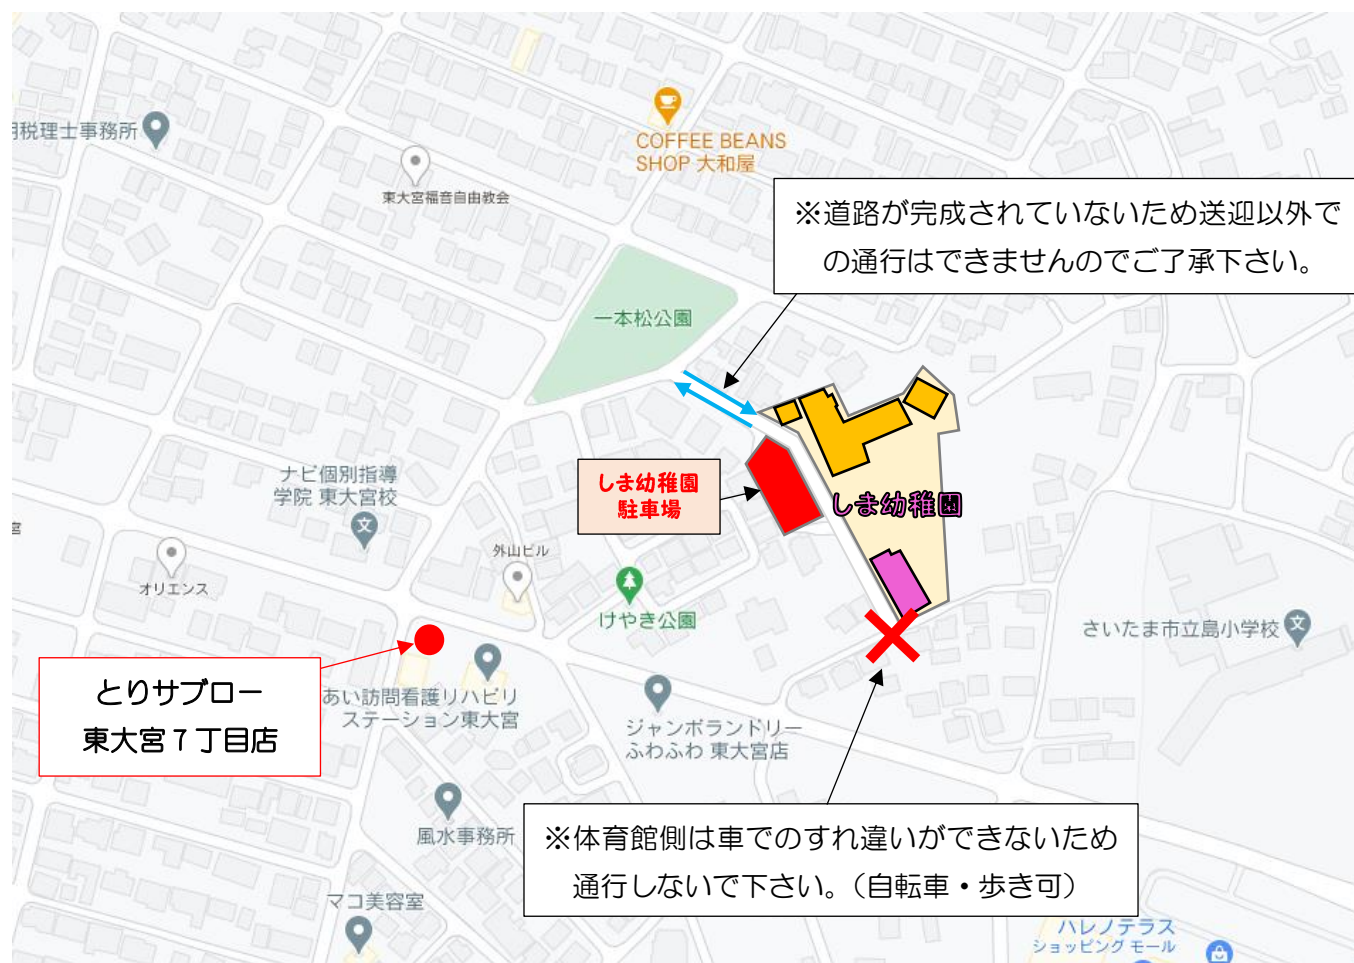 月税理士事務所
COFFEE BEANS
SHOP 大和屋
東大宮福音自由教会
※道路が完成されていないため送迎以外で
の通行はできませんのでご了承下さい。
一本松公園
ナビ個別指導
学院 東大宮校
しま幼稚園
駐車場
しま幼稚園
外山ビル
オリエンス
けやき公園
さいたま市立島小学校
とりサブロー
東大宮7丁目店
あい訪問看護リハビリ
ステーション東大宮
ジャンボランドリー
ふわふわ 東大宮店
風水事務所
※体育館側は車でのすれ違いができないため
通行しないで下さい。（自転車・歩き可）
マコ美容室
ハレノテラス
ショッピング モール